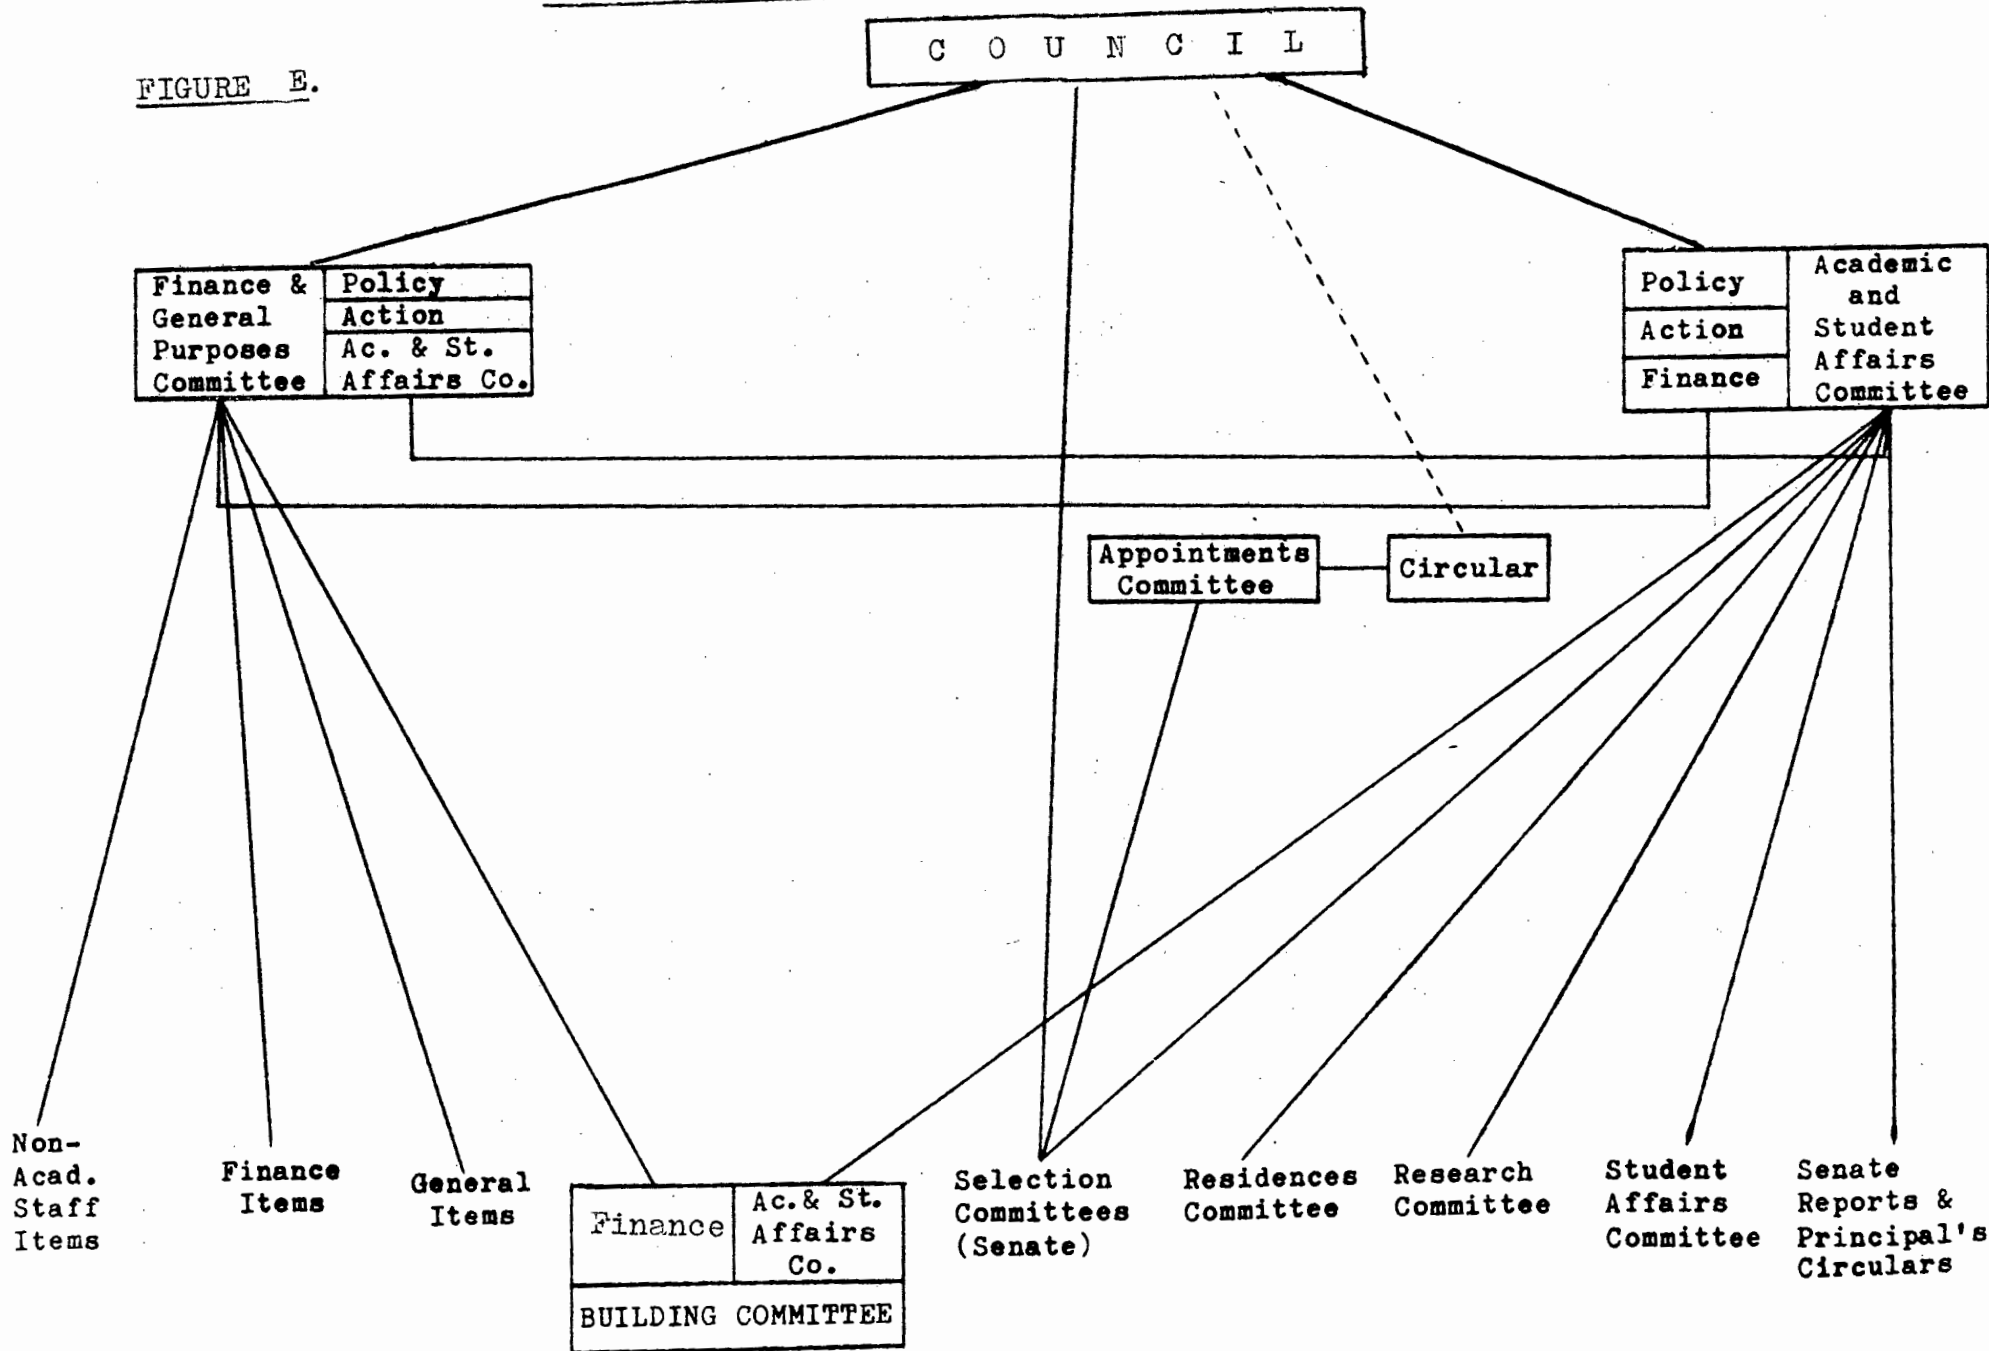 C O U N C I L
FIGURE E.
Finance &
General
Purposes
Committee
Policy
Action
Ac. & St.
Affairs Co.
Policy
Action
Finance
Academic
and
Student
Affairs
Committee
Appointments
Committee
Circular
Non-
Acad.
Staff
Items
Finance
Items
General
Items
Finance
Ac.& St.
Affairs
Co.
BUILDING COMMITTEE
Selection
Committees
(Senate)
Residences
Committee
Research
Committee
Student
Affairs
Committee
Senate
Reports &
Principal's
Circulars